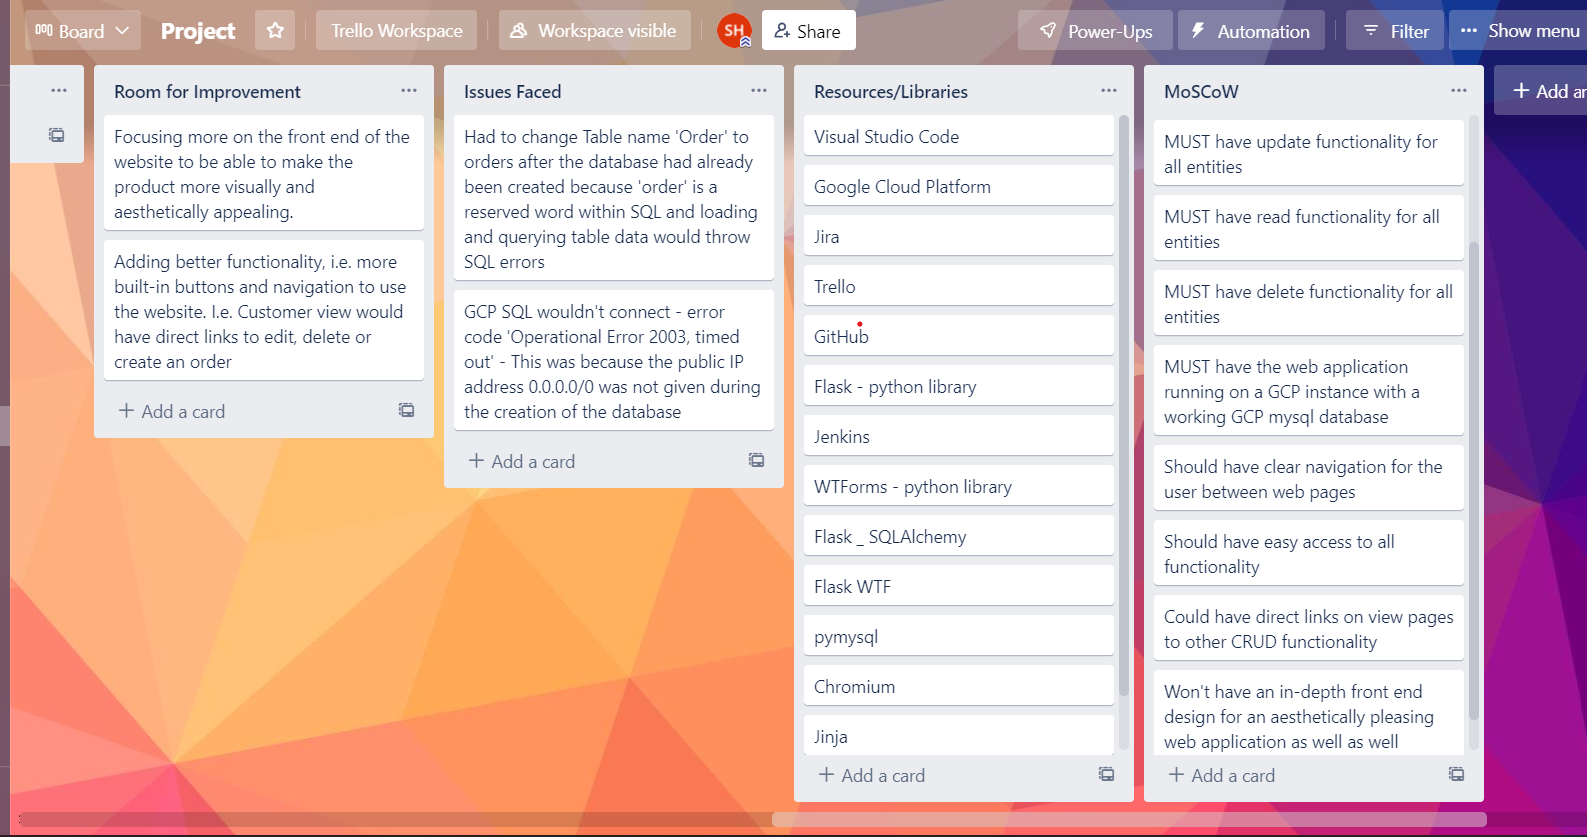 Board
Project
Trello Workspace
Workspace visible
SH
Share
Power-Ups
Automation
Filter
Show menu
Room for Improvement
Focusing more on the front end of the
website to be able to make the
product more visually and
aesthetically appealing.
Adding better functionality, i.e. more
built-in buttons and navigation to use
the website. I.e. Customer view would
have direct links to edit, delete or
create an order
+ Add a card
Issues Faced
Had to change Table name 'Order' to
orders after the database had already
been created because 'order' is a
reserved word within SQL and loading
and querying table data would throw
SQL errors
GCP SQL wouldn't connect - error
code 'Operational Error 2003, timed
out' - This was because the public IP
address 0.0.0.0/0 was not given during
the creation of the database
+ Add a card
Resources/Libraries
Visual Studio Code
Google Cloud Platform
Jira
Trello
GitHub
Flask - python library
Jenkins
WTForms - python library
Flask _ SQLAlchemy
Flask WTF
pymysql
Chromium
Jinja
+ Add a card
MoSCoW
MUST have update functionality for
all entities
MUST have read functionality for all
entities
MUST have delete functionality for all
entities
MUST have the web application
running on a GCP instance with a
working GCP mysql database
Should have clear navigation for the
user between web pages
Should have easy access to all
functionality
Could have direct links on view pages
to other CRUD functionality
Won't have an in-depth front end
design for an aesthetically pleasing
web application as well as well
+ Add a card
+ Add